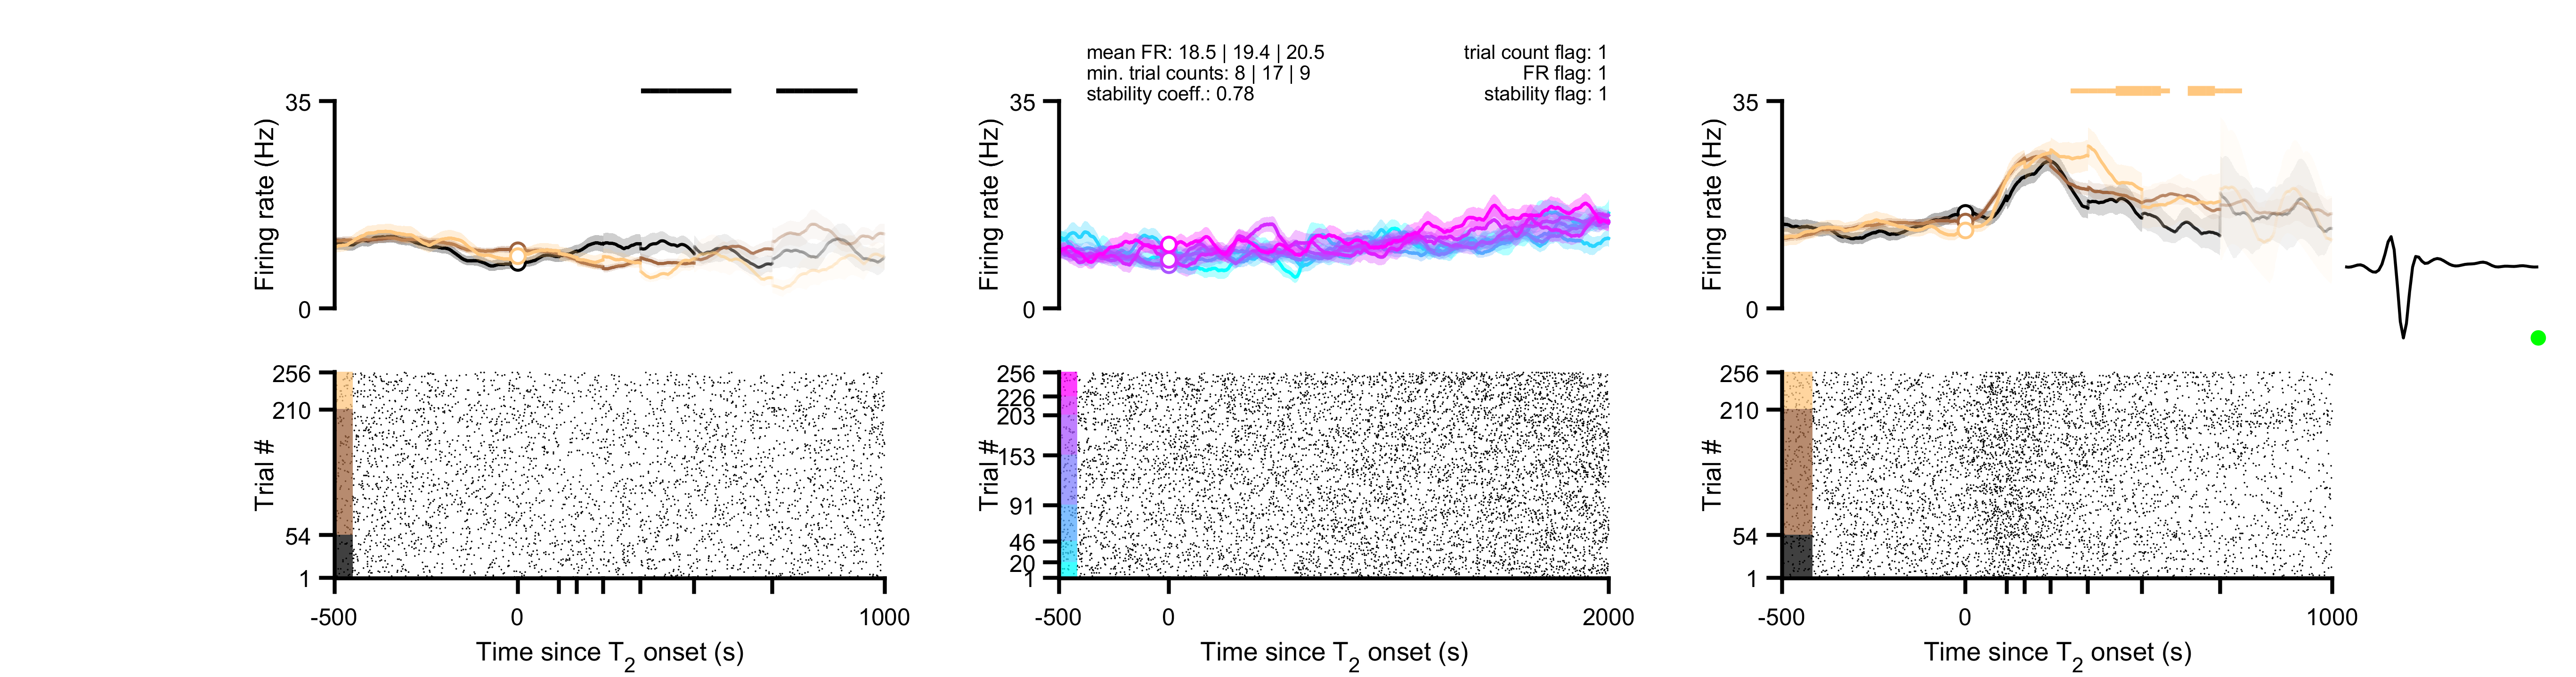 mean FR: 18.5 | 19.4 | 20.5
min. trial counts: 8 | 17 | 9
stability coeff.: 0.78
trial count flag: 1
FR flag: 1
stability flag: 1
35
Firing rate (Hz)
0
35
Firing rate (Hz)
0
35
Firing rate (Hz)
0
256
210
Trial #
54
1
-500
0
1000
Time since T2 onset (s)
256
226
203
Trial #
153
91
46
20
1
-500
0
2000
Time since T2 onset (s)
256
210
Trial #
54
1
-500
0
1000
Time since T2 onset (s)